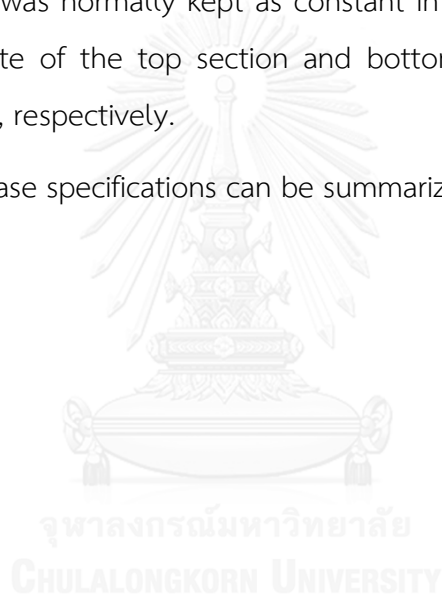 was normally kept as constant in
te of the top section and bottor
, respectively.
ase specifications can be summariz
จุฬาลงกรณ์มหาวิทยาลัย
CHULALONGKORN UNIVERSITY